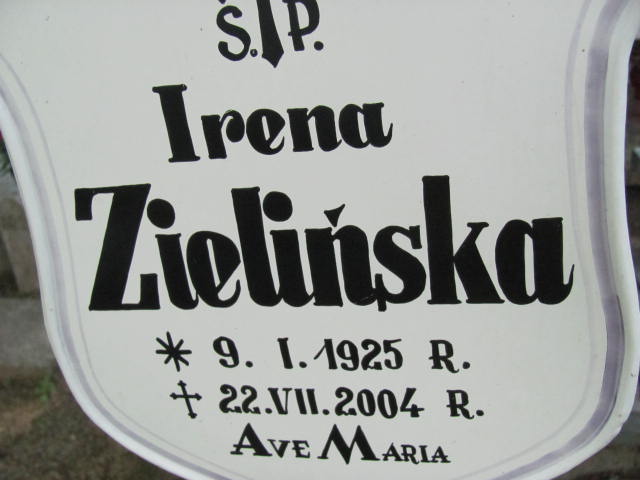 Ś.†P.
Irena
Zielińska
* 9. I. 1925 R.
† 22.VII.2004 R.
AVE MARIA